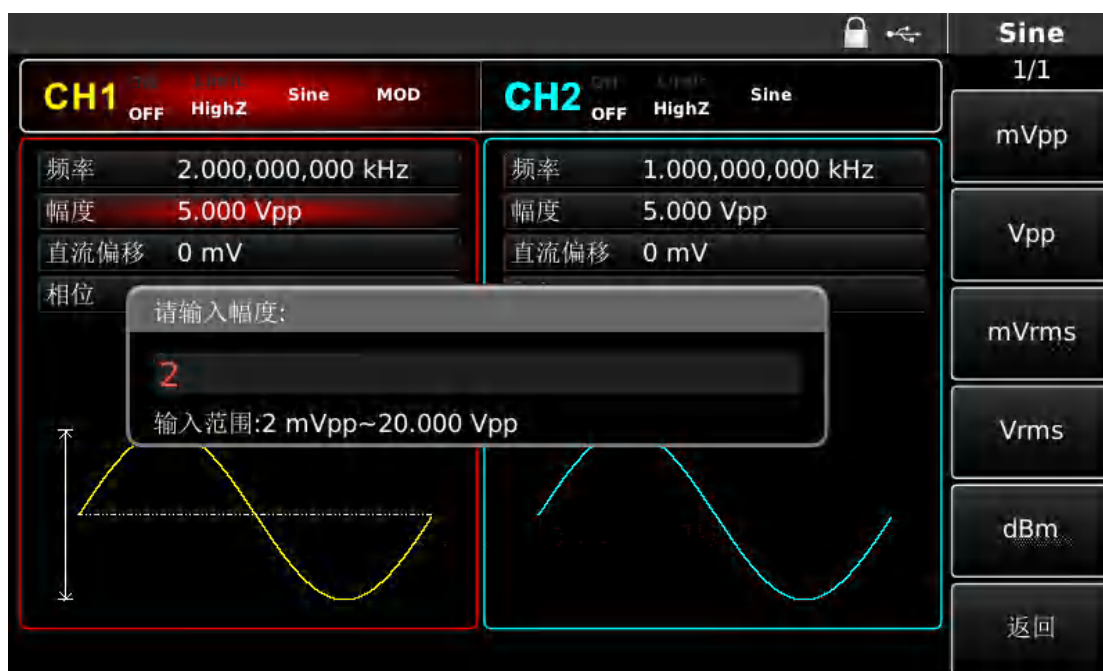 Sine
1/1
CH1 OFF HighZ Sine MOD
CH2 OFF HighZ Sine
频率 2.000,000,000 kHz
幅度 5.000 Vpp
直流偏移 0 mV
相位
频率 1.000,000,000 kHz
幅度 5.000 Vpp
直流偏移 0 mV
请输入幅度:
2
输入范围:2 mVpp~20.000 Vpp
mVpp
Vpp
mVrms
Vrms
dBm
返回